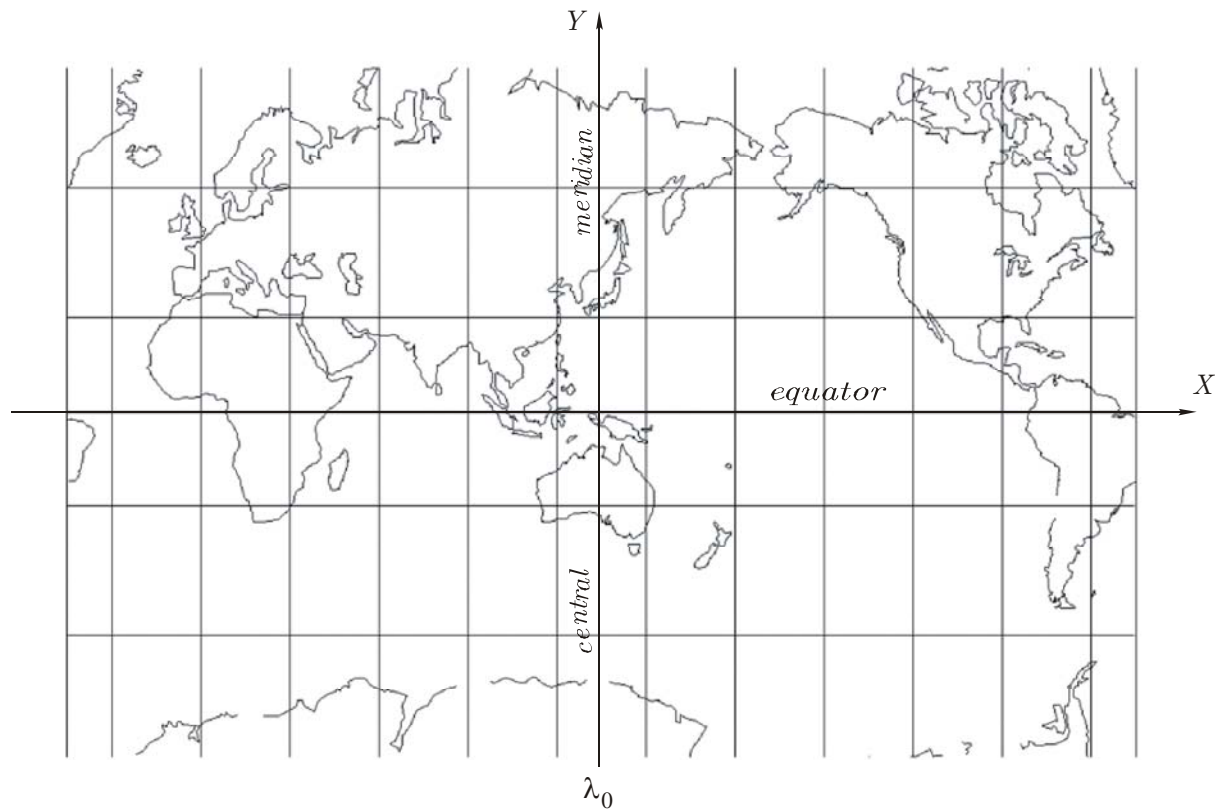 Y
meridian
equator
X
central
λ₀